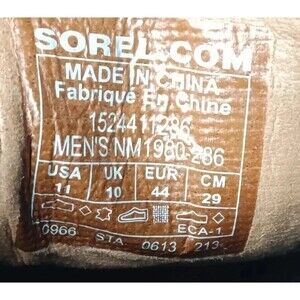 SOREL.COM
MADE IN CHINA
Fabriqué En Chine
1524411286
MEN'S NM1980-286
USA UK EUR CM
11 10 44 29
ECA-1
0966 STA 0613 213